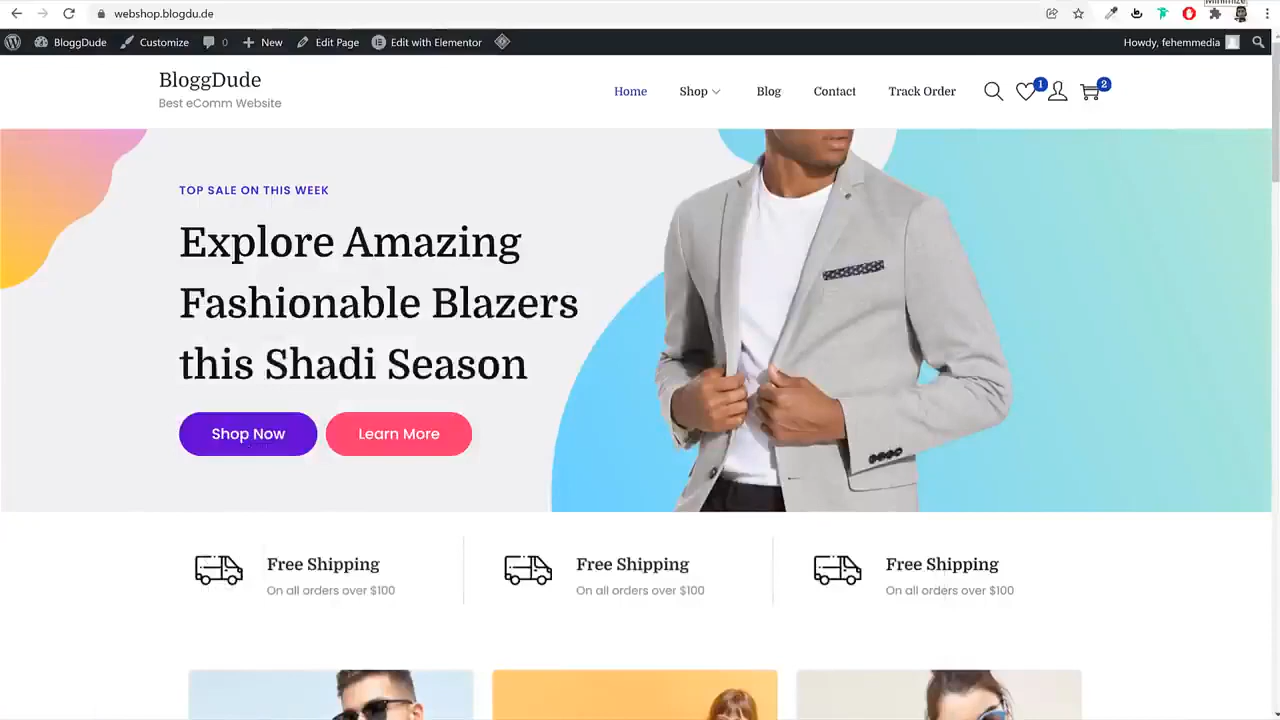 webshop.blogdu.de
BloggDude Customize 0 New Edit Page Edit with Elementor Howdy, fehemmedia
BloggDude
Best eComm Website
Home Shop Blog Contact Track Order 1 2
TOP SALE ON THIS WEEK
Explore Amazing
Fashionable Blazers
this Shadi Season
Shop Now Learn More
Free Shipping Free Shipping Free Shipping
On all orders over $100 On all orders over $100 On all orders over $100